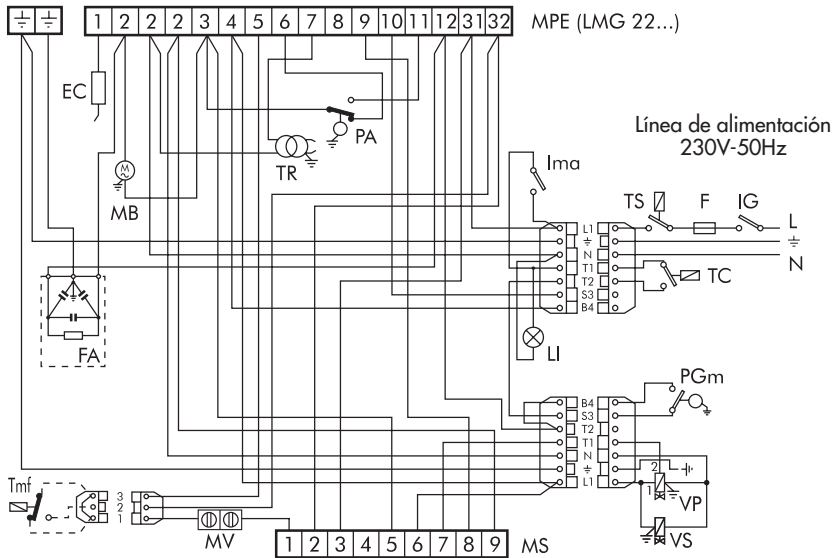 1 2 2 2 3 4 5 7 6 8 9 10 11 12 31 32 MPE (LMG 22...)
EC
PA
TR
M
MB
Línea de alimentación
230V-50Hz
Ima
TS F IG L
L1
N
N
T1
TC
T2
S3
B4
LI
FA
PGm
B4
S3
T2
T1
N
2
L1
1
VP
VS
Tmf
3
2
1
MV
1 2 3 4 5 6 7 8 9 MS